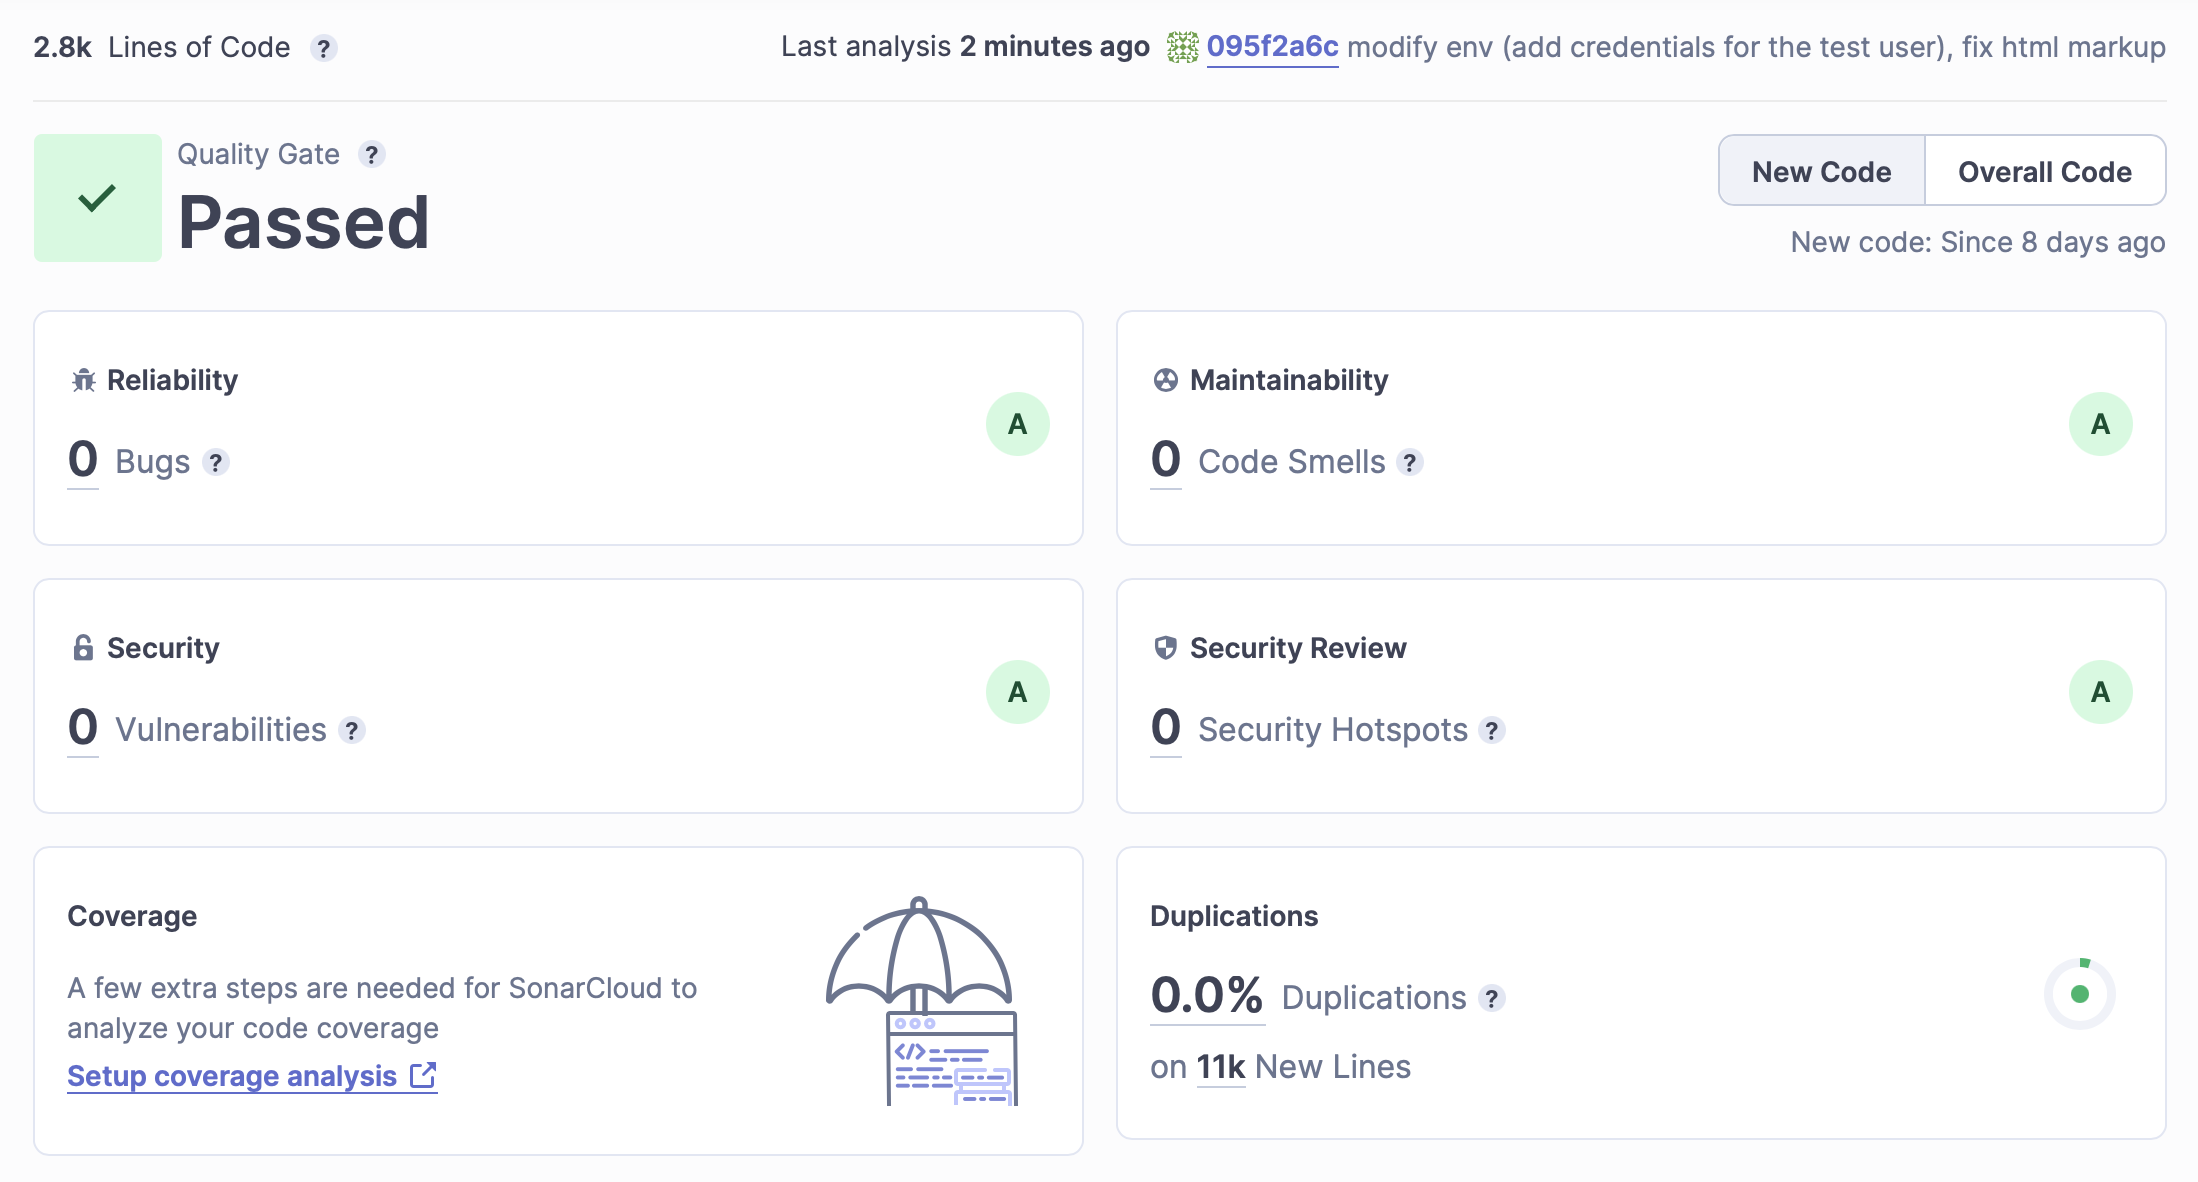 2.8k Lines of Code ?
Last analysis 2 minutes ago 095f2a6c modify env (add credentials for the test user), fix html markup
Quality Gate ?
Passed
New Code
Overall Code
New code: Since 8 days ago
Reliability
0 Bugs ?
A
Maintainability
0 Code Smells ?
A
Security
0 Vulnerabilities ?
A
Security Review
0 Security Hotspots ?
A
Coverage
A few extra steps are needed for SonarCloud to
analyze your code coverage
Setup coverage analysis
</>
Duplications
0.0% Duplications ?
on 11k New Lines